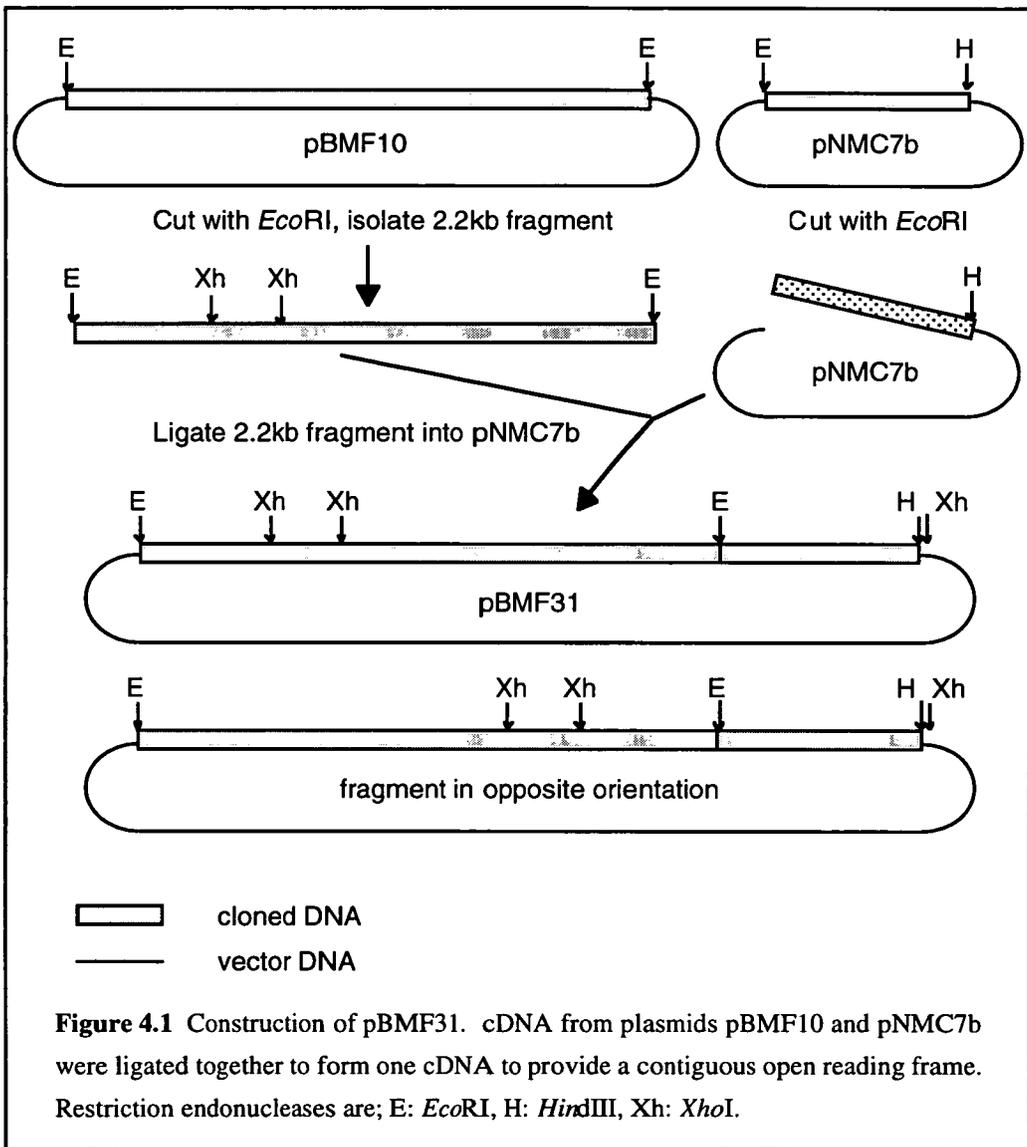 E E E H
pBMF10 pNMC7b
Cut with EcoRI, isolate 2.2kb fragment Cut with EcoRI
E Xh Xh E H
pNMC7b
Ligate 2.2kb fragment into pNMC7b
E Xh Xh E H Xh
pBMF31
E Xh Xh E H Xh
fragment in opposite orientation
cloned DNA
vector DNA
Figure 4.1 Construction of pBMF31. cDNA from plasmids pBMF10 and pNMC7b
were ligated together to form one cDNA to provide a contiguous open reading frame.
Restriction endonucleases are; E: EcoRI, H: HindIII, Xh: XhoI.